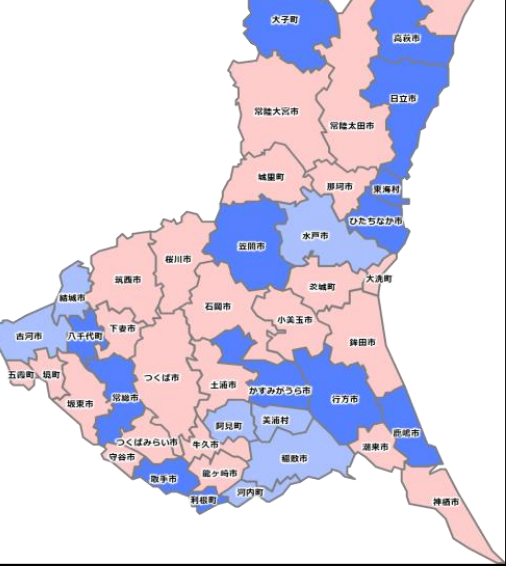 大子町
高萩市
日立市
常陸大宮市
常陸太田市
城里町
那珂市
東海村
ひたちなか市
水戸市
笠間市
桜川市
筑西市
結城市
茨城町
大洗町
石岡市
小美玉市
古河市
八千代町
下妻市
鉾田市
五霞町
境町
つくば市
土浦市
かすみがうら市
行方市
坂東市
常総市
阿見町
美浦村
鹿嶋市
つくばみらい市
牛久市
潮来市
守谷市
稲敷市
取手市
龍ヶ崎市
利根町
河内町
神栖市